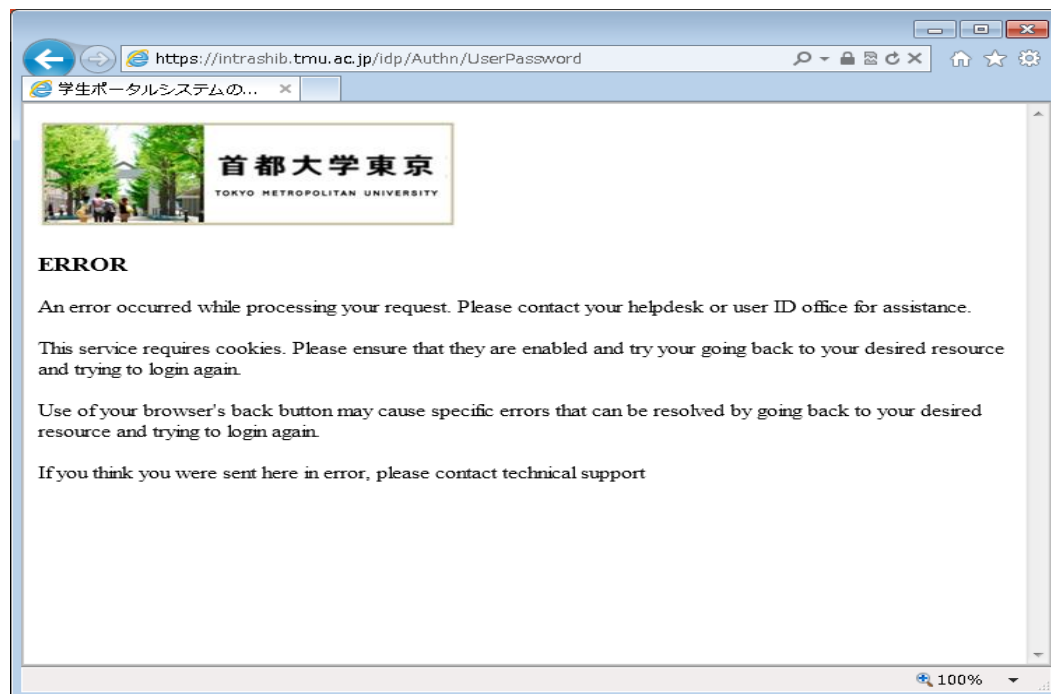 https://intrashib.tmu.ac.jp/idp/Authn/UserPassword
学生ポータルシステムの...
首都大学東京
TOKYO METROPOLITAN UNIVERSITY
ERROR
An error occurred while processing your request. Please contact your helpdesk or user ID office for assistance.
This service requires cookies. Please ensure that they are enabled and try your going back to your desired resource
and trying to login again.
Use of your browser's back button may cause specific errors that can be resolved by going back to your desired
resource and trying to login again.
If you think you were sent here in error, please contact technical support
100%